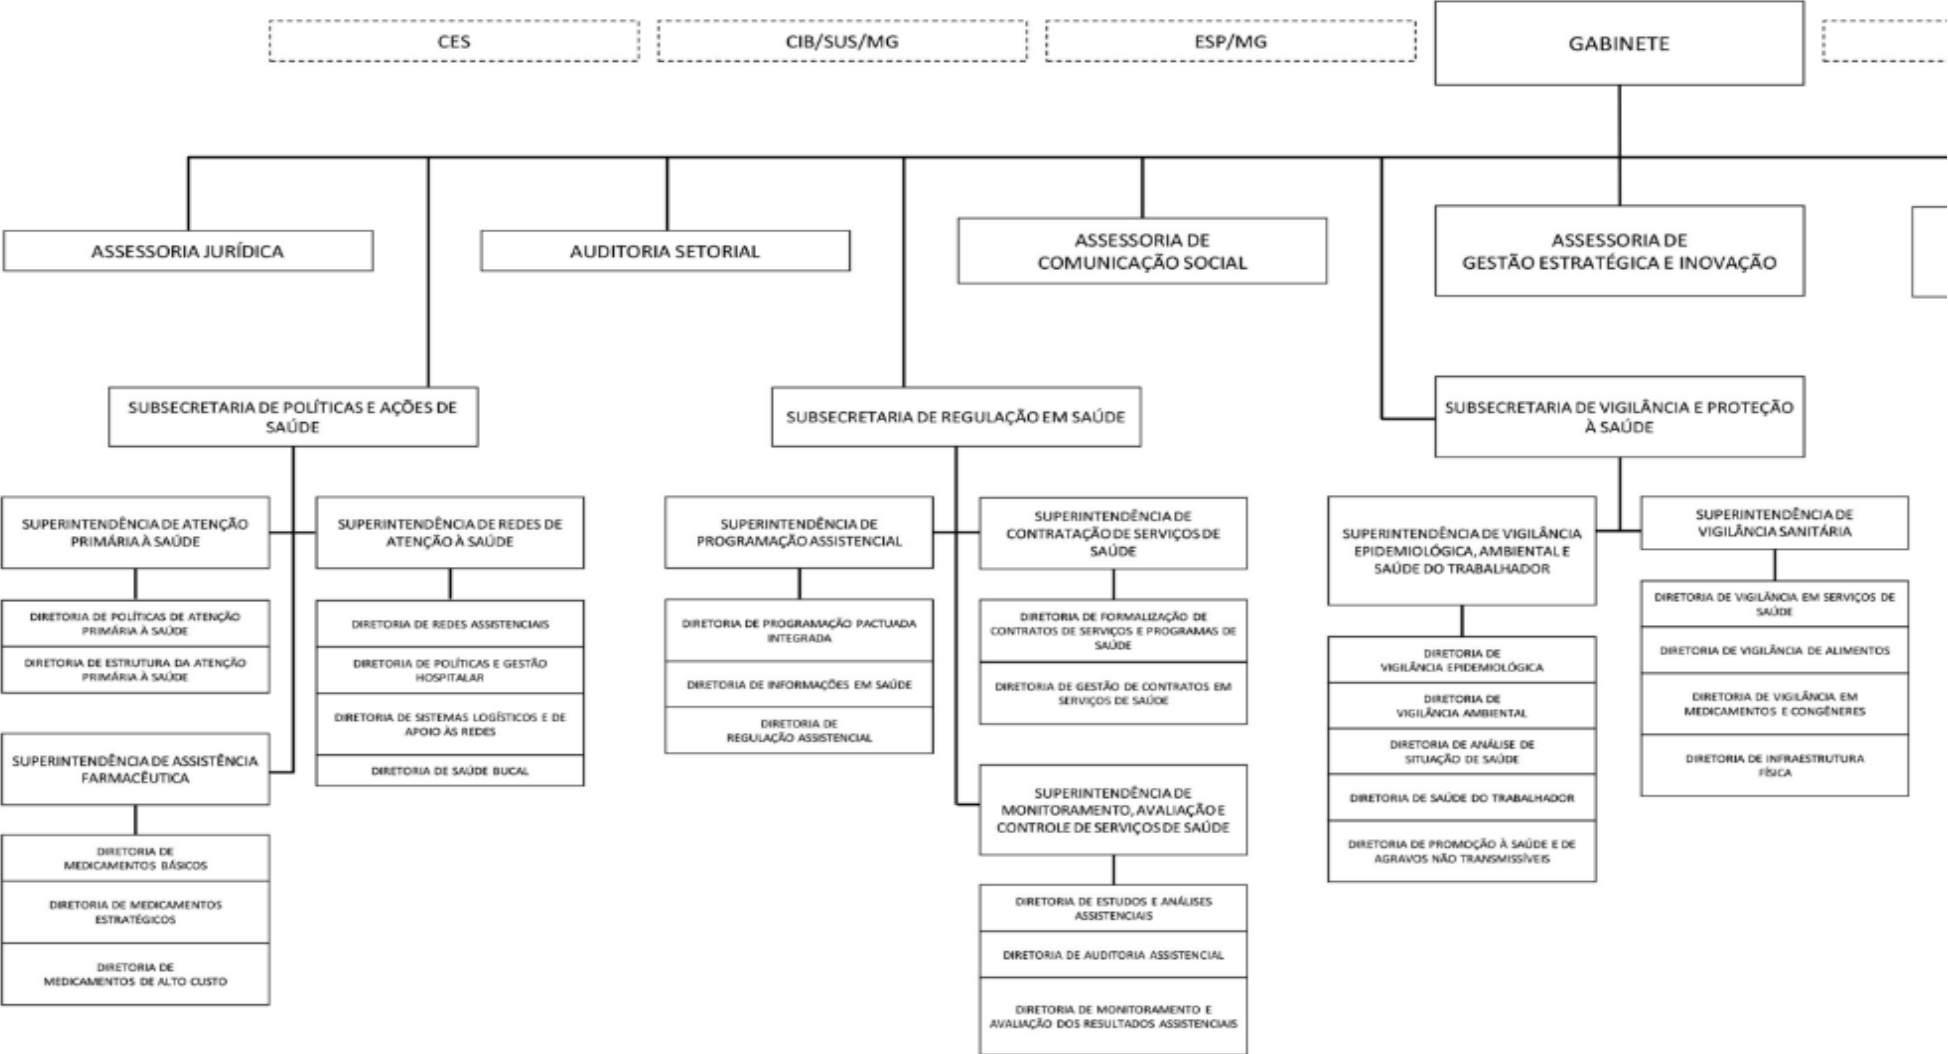 CES
CIB/SUS/MG
ESP/MG
GABINETE
ASSESSORIA JURÍDICA
AUDITORIA SETORIAL
ASSESSORIA DE
COMUNICAÇÃO SOCIAL
ASSESSORIA DE
GESTÃO ESTRATÉGICA E INOVAÇÃO
SUBSECRETARIA DE POLÍTICAS E AÇÕES DE
SAÚDE
SUBSECRETARIA DE REGULAÇÃO EM SAÚDE
SUBSECRETARIA DE VIGILÂNCIA E PROTEÇÃO
À SAÚDE
SUPERINTENDÊNCIA DE ATENÇÃO
PRIMÁRIA À SAÚDE
DIRETORIA DE POLÍTICAS DE ATENÇÃO
PRIMÁRIA À SAÚDE
DIRETORIA DE ESTRUTURA DA ATENÇÃO
PRIMÁRIA À SAÚDE
SUPERINTENDÊNCIA DE ASSISTÊNCIA
FARMACÊUTICA
DIRETORIA DE
MEDICAMENTOS BÁSICOS
DIRETORIA DE MEDICAMENTOS
ESTRATÉGICOS
DIRETORIA DE
MEDICAMENTOS DE ALTO CUSTO
SUPERINTENDÊNCIA DE REDES DE
ATENÇÃO À SAÚDE
DIRETORIA DE REDES ASSISTENCIAIS
DIRETORIA DE POLÍTICAS E GESTÃO
HOSPITALAR
DIRETORIA DE SISTEMAS LOGÍSTICOS E DE
APOIO ÀS REDES
DIRETORIA DE SAÚDE BUCAL
SUPERINTENDÊNCIA DE
PROGRAMAÇÃO ASSISTENCIAL
DIRETORIA DE PROGRAMAÇÃO PACTUADA
INTEGRADA
DIRETORIA DE INFORMAÇÕES EM SAÚDE
DIRETORIA DE
REGULAÇÃO ASSISTENCIAL
SUPERINTENDÊNCIA DE
CONTRATAÇÃO DE SERVIÇOS DE
SAÚDE
DIRETORIA DE FORMALIZAÇÃO DE
CONTRATOS DE SERVIÇOS E PROGRAMAS DE
SAÚDE
DIRETORIA DE GESTÃO DE CONTRATOS EM
SERVIÇOS DE SAÚDE
SUPERINTENDÊNCIA DE
MONITORAMENTO, AVALIAÇÃO E
CONTROLE DE SERVIÇOS DE SAÚDE
DIRETORIA DE ESTUDOS E ANÁLISES
ASSISTENCIAIS
DIRETORIA DE AUDITORIA ASSISTENCIAL
DIRETORIA DE MONITORAMENTO E
AVALIAÇÃO DOS RESULTADOS ASSISTENCIAIS
SUPERINTENDÊNCIA DE VIGILÂNCIA
EPIDEMIOLÓGICA, AMBIENTAL E
SAÚDE DO TRABALHADOR
DIRETORIA DE
VIGILÂNCIA EPIDEMIOLÓGICA
DIRETORIA DE
VIGILÂNCIA AMBIENTAL
DIRETORIA DE ANÁLISE DE
SITUAÇÃO DE SAÚDE
DIRETORIA DE SAÚDE DO TRABALHADOR
DIRETORIA DE PROMOÇÃO À SAÚDE E DE
AGRAVOS NÃO TRANSMISSÍVEIS
SUPERINTENDÊNCIA DE
VIGILÂNCIA SANITÁRIA
DIRETORIA DE VIGILÂNCIA EM SERVIÇOS DE
SAÚDE
DIRETORIA DE VIGILÂNCIA DE ALIMENTOS
DIRETORIA DE VIGILÂNCIA EM
MEDICAMENTOS E CONGÊNERES
DIRETORIA DE INFRAESTRUTURA
FÍSICA